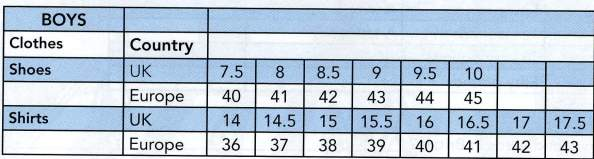 BOYS
Clothes Country
Shoes UK 7.5 8 8.5 9 9.5 10
Europe 40 41 42 43 44 45
Shirts UK 14 14.5 15 15.5 16 16.5 17 17.5
Europe 36 37 38 39 40 41 42 43